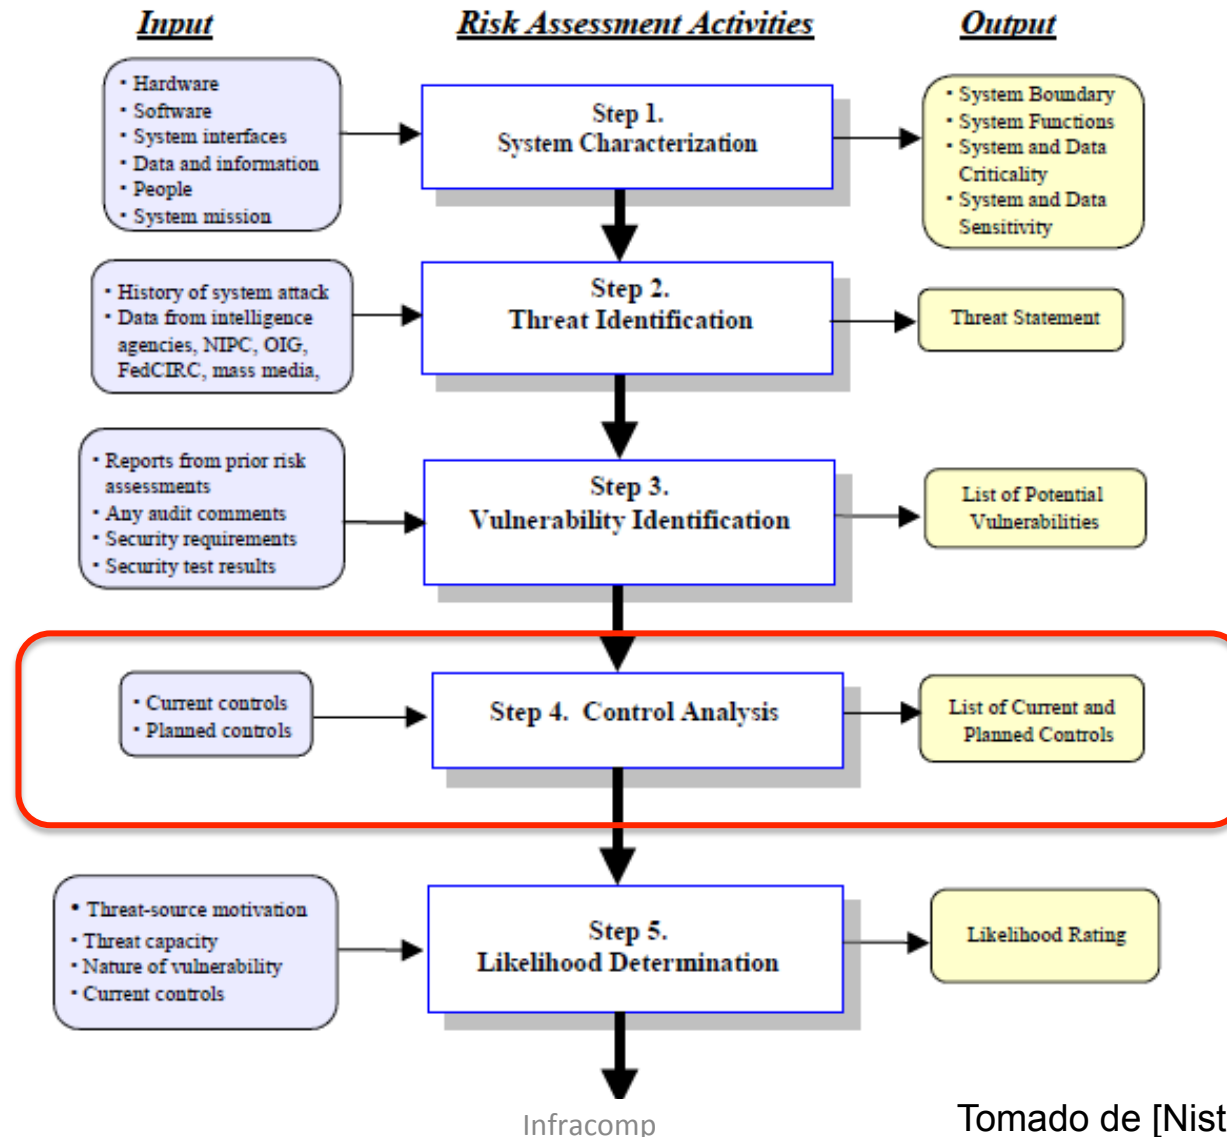 Input
Risk Assessment Activities
Output
• Hardware
• Software
• System interfaces
• Data and information
• People
• System mission
Step 1.
System Characterization
• System Boundary
• System Functions
• System and Data
Criticality
• System and Data
Sensitivity
• History of system attack
• Data from intelligence
agencies, NIPC, OIG,
FedCIRC, mass media,
Step 2.
Threat Identification
Threat Statement
• Reports from prior risk
assessments
• Any audit comments
• Security requirements
• Security test results
Step 3.
Vulnerability Identification
List of Potential
Vulnerabilities
• Current controls
• Planned controls
Step 4. Control Analysis
List of Current and
Planned Controls
• Threat-source motivation
• Threat capacity
• Nature of vulnerability
• Current controls
Step 5.
Likelihood Determination
Likelihood Rating
Infracomp
Tomado de [Nist